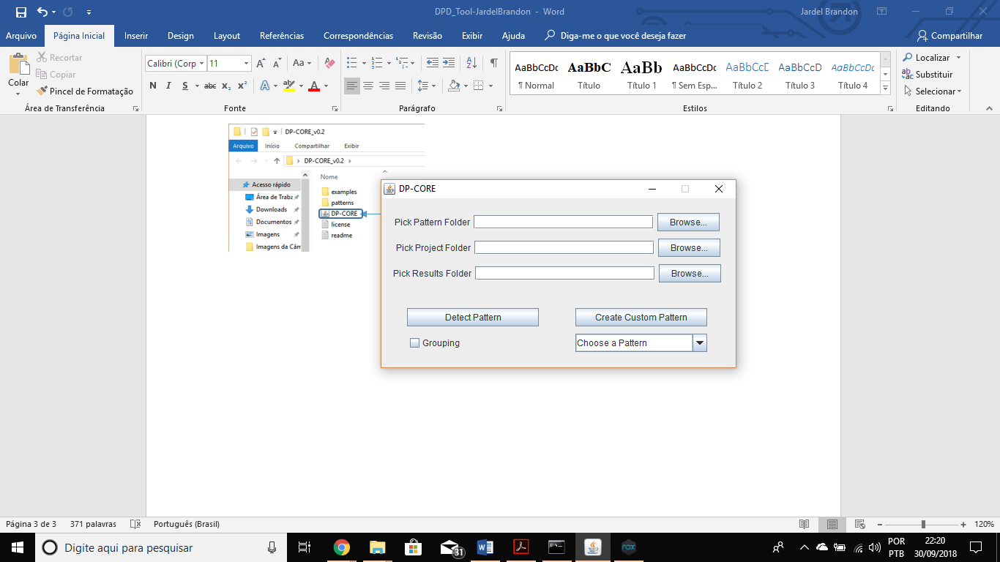 DPD_Tool-JardelBrandon - Word
Jardel Brandon
Arquivo Página Inicial Inserir Design Layout Referências Correspondências Revisão Exibir Ajuda Diga-me o que você deseja fazer Compartilhar
Colar
Recortar
Copiar
Pincel de Formatação
Área de Transferência
Calibri (Corp 11
Aa
N I S abc x₂ x² A ab A
Fonte
Parágrafo
AaBbCcDc AaBbC AaBb AaBbCcDc AaBbCcD AaBbCcD AaBbCcDc
¶ Normal Título Título 1 ¶ Sem Esp... Título 2 Título 3 Título 4
Estilos
Localizar
Substituir
Selecionar
Editando
DP-CORE_v0.2
Arquivo Início Compartilhar Exibir
DP-CORE_v0.2
Nome
Acesso rápido
Área de Traba
Downloads
Documentos
Imagens
Imagens da Câm
examples
patterns
DP-CORE
license
readme
DP-CORE
Pick Pattern Folder Browse...
Pick Project Folder Browse...
Pick Results Folder Browse...
Detect Pattern Create Custom Pattern
Grouping Choose a Pattern
Página 3 de 3 371 palavras Português (Brasil) 120%
Digite aqui para pesquisar
31
nox
POR
PTB
22:20
30/09/2018